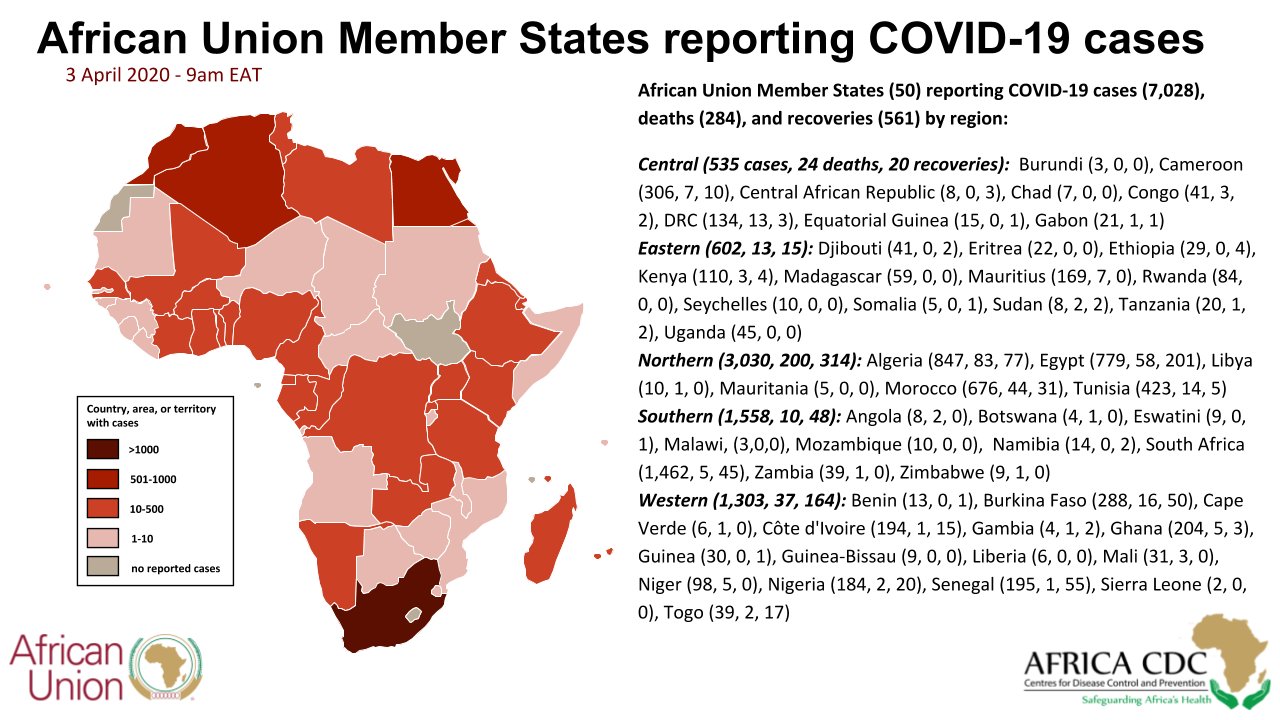 African Union Member States reporting COVID-19 cases
3 April 2020 - 9am EAT
African Union Member States (50) reporting COVID-19 cases (7,028),
deaths (284), and recoveries (561) by region:
Central (535 cases, 24 deaths, 20 recoveries): Burundi (3, 0, 0), Cameroon
(306, 7, 10), Central African Republic (8, 0, 3), Chad (7, 0, 0), Congo (41, 3,
2), DRC (134, 13, 3), Equatorial Guinea (15, 0, 1), Gabon (21, 1, 1)
Eastern (602, 13, 15): Djibouti (41, 0, 2), Eritrea (22, 0, 0), Ethiopia (29, 0, 4),
Kenya (110, 3, 4), Madagascar (59, 0, 0), Mauritius (169, 7, 0), Rwanda (84,
0, 0), Seychelles (10, 0, 0), Somalia (5, 0, 1), Sudan (8, 2, 2), Tanzania (20, 1,
2), Uganda (45, 0, 0)
Northern (3,030, 200, 314): Algeria (847, 83, 77), Egypt (779, 58, 201), Libya
(10, 1, 0), Mauritania (5, 0, 0), Morocco (676, 44, 31), Tunisia (423, 14, 5)
Southern (1,558, 10, 48): Angola (8, 2, 0), Botswana (4, 1, 0), Eswatini (9, 0,
1), Malawi, (3,0,0), Mozambique (10, 0, 0), Namibia (14, 0, 2), South Africa
(1,462, 5, 45), Zambia (39, 1, 0), Zimbabwe (9, 1, 0)
Western (1,303, 37, 164): Benin (13, 0, 1), Burkina Faso (288, 16, 50), Cape
Verde (6, 1, 0), Côte d'Ivoire (194, 1, 15), Gambia (4, 1, 2), Ghana (204, 5, 3),
Guinea (30, 0, 1), Guinea-Bissau (9, 0, 0), Liberia (6, 0, 0), Mali (31, 3, 0),
Niger (98, 5, 0), Nigeria (184, 2, 20), Senegal (195, 1, 55), Sierra Leone (2, 0,
0), Togo (39, 2, 17)
Country, area, or territory
with cases
>1000
501-1000
10-500
1-10
no reported cases
African
Union
AFRICA CDC
Centres for Disease Control and Prevention
Safeguarding Africa's Health